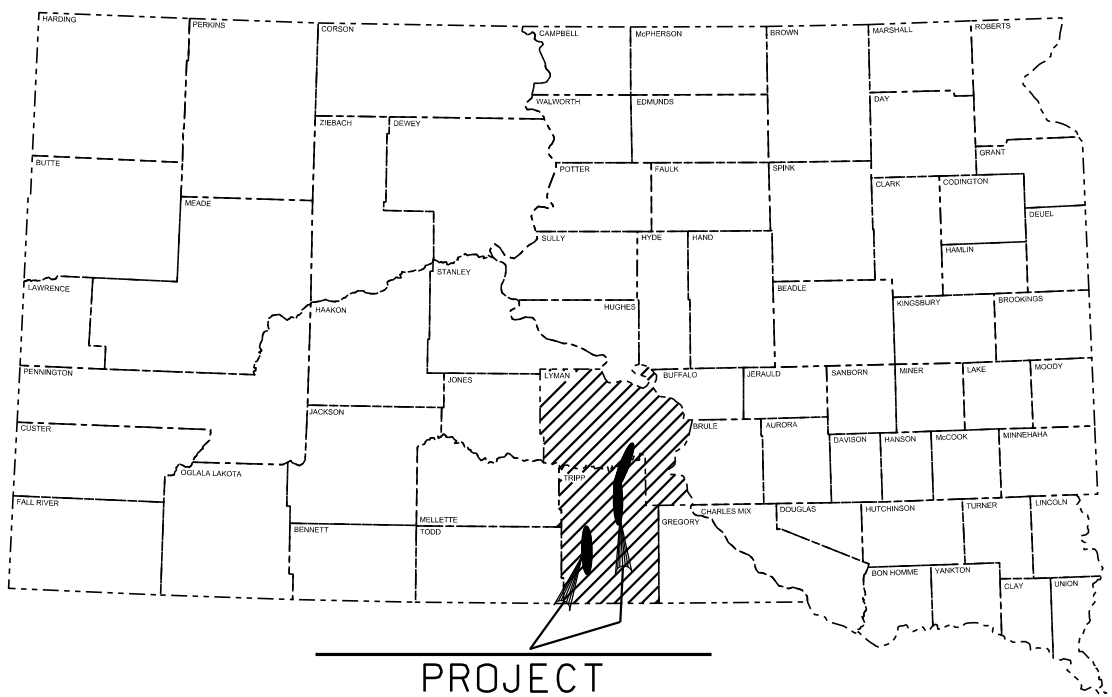 HARDING
PERKINS
CORSON
CAMPBELL
McPHERSON
BROWN
MARSHALL
ROBERTS
WALWORTH
EDMUNDS
DAY
ZIEBACH
DEWEY
GRANT
BUTTE
POTTER
FAULK
SPINK
CLARK
CODINGTON
MEADE
DEUEL
SULLY
HYDE
HAND
HAMLIN
STANLEY
LAWRENCE
BEADLE
HAAKON
HUGHES
KINGSBURY
BROOKINGS
PENNINGTON
JONES
LYMAN
BUFFALO
JERAULD
SANBORN
MINER
LAKE
MOODY
JACKSON
CUSTER
BRULE
AURORA
DAVISON
HANSON
McCOOK
MINNEHAHA
OGLALA LAKOTA
TRIPP
FALL RIVER
MELLETTE
GREGORY
CHARLES MIX
DOUGLAS
HUTCHINSON
TURNER
LINCOLN
BENNETT
TODD
BON HOMME
YANKTON
CLAY
UNION
PROJECT